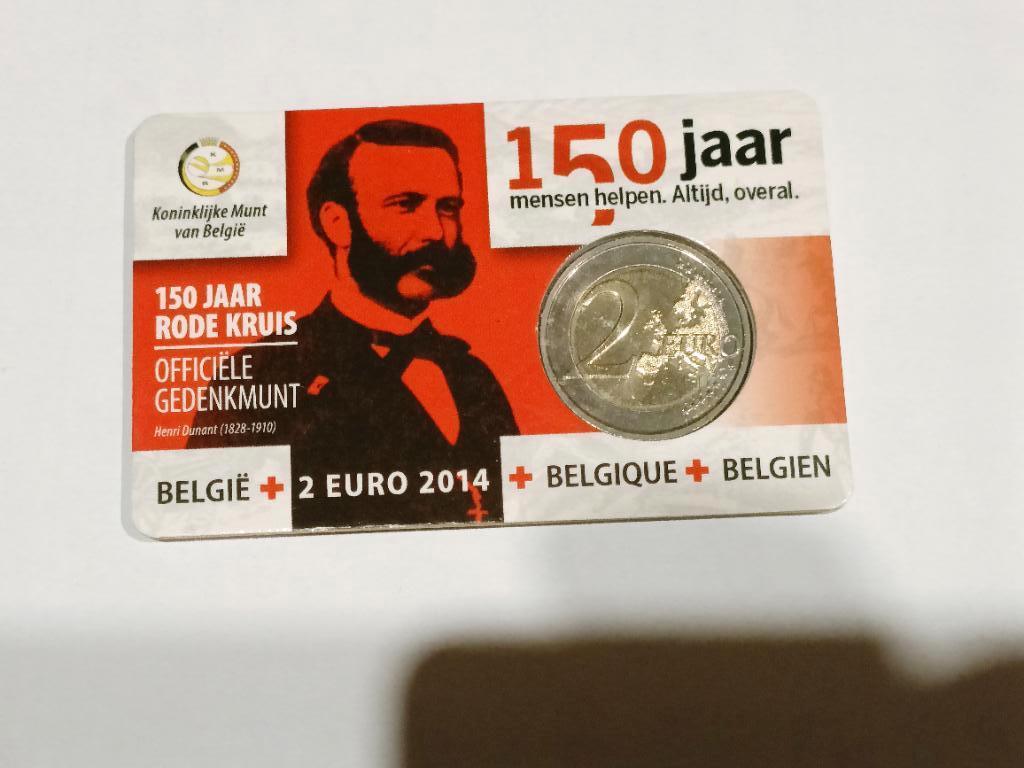 K M B
Koninklijke Munt
van België
150 jaar
mensen helpen. Altijd, overal.
150 JAAR
RODE KRUIS
OFFICIËLE
GEDENKMUNT
Henri Dunant (1828-1910)
2 EURO
BELGIË + 2 EURO 2014 + BELGIQUE + BELGIEN